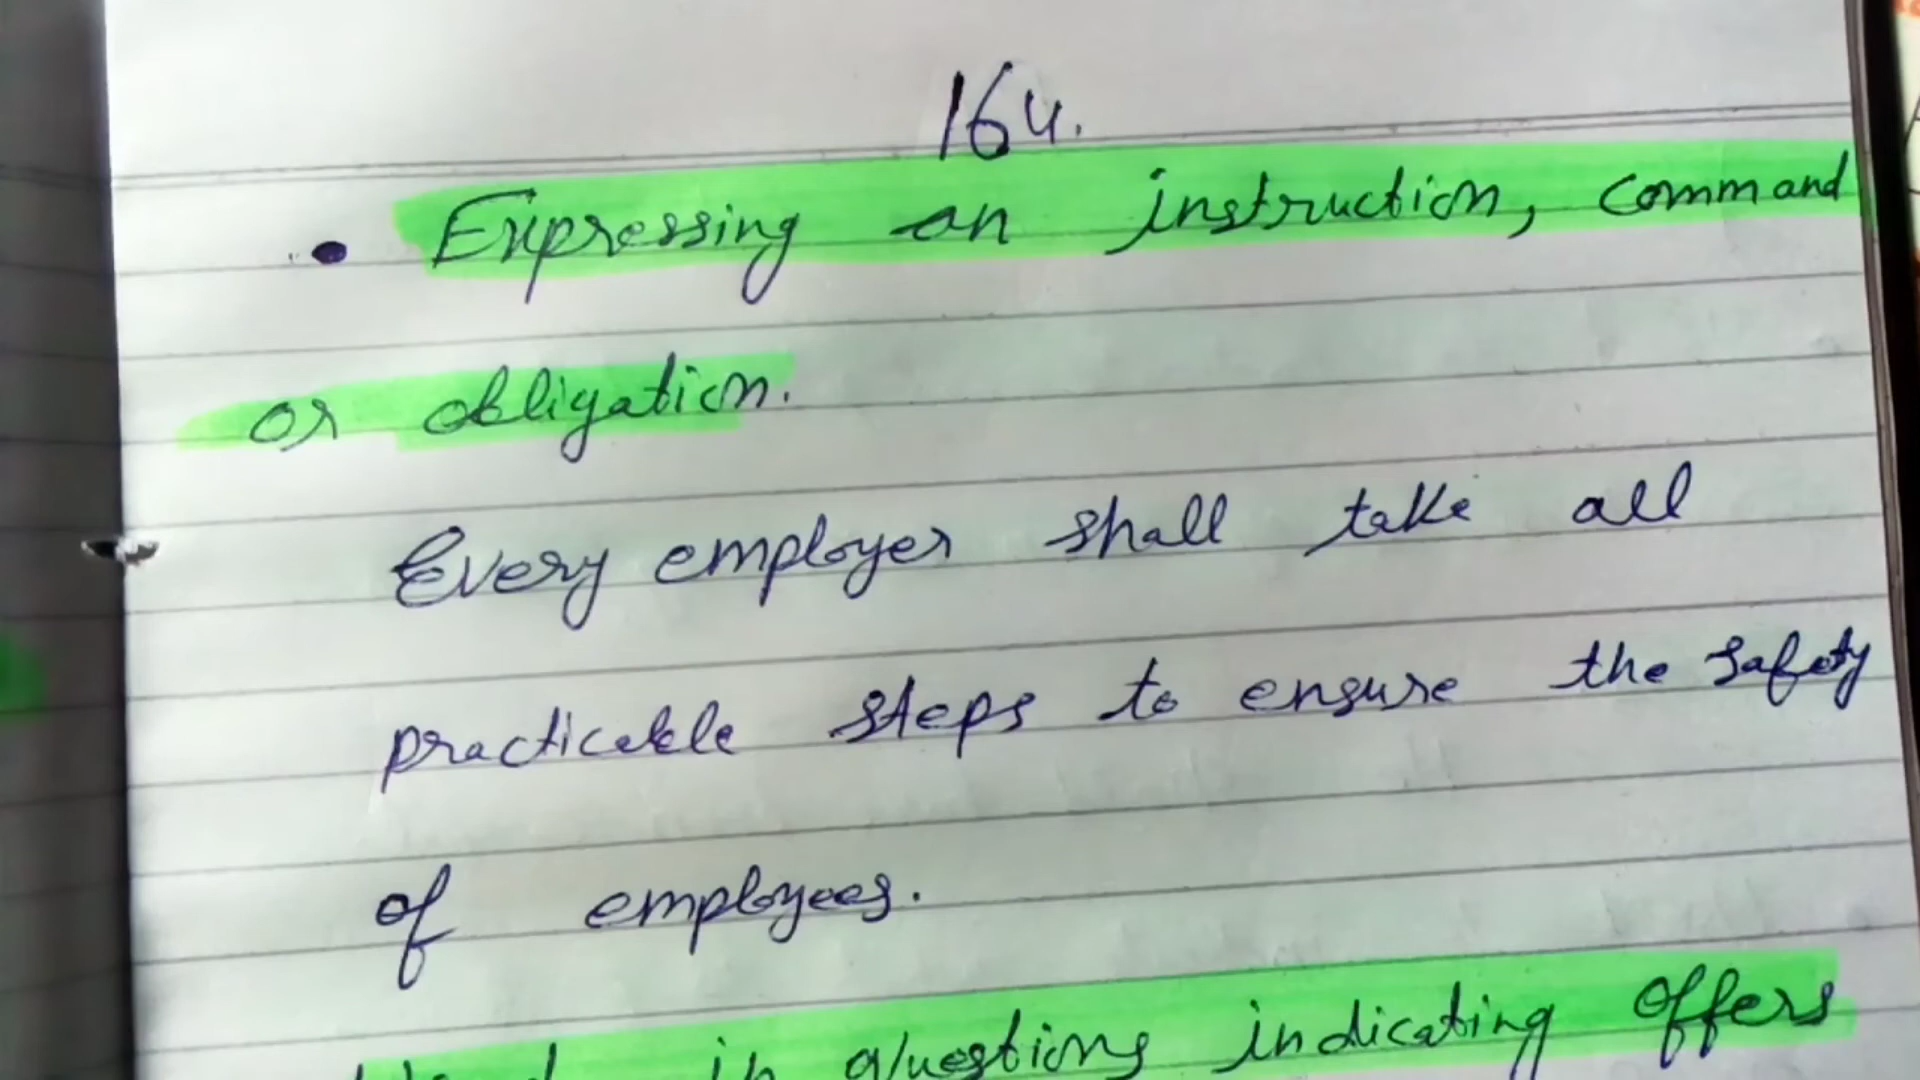 164.
• Expressing an instruction, command
or obligation.
Every employer shall take all
practicable steps to ensure the safety
of employees.
in questions indicating offers